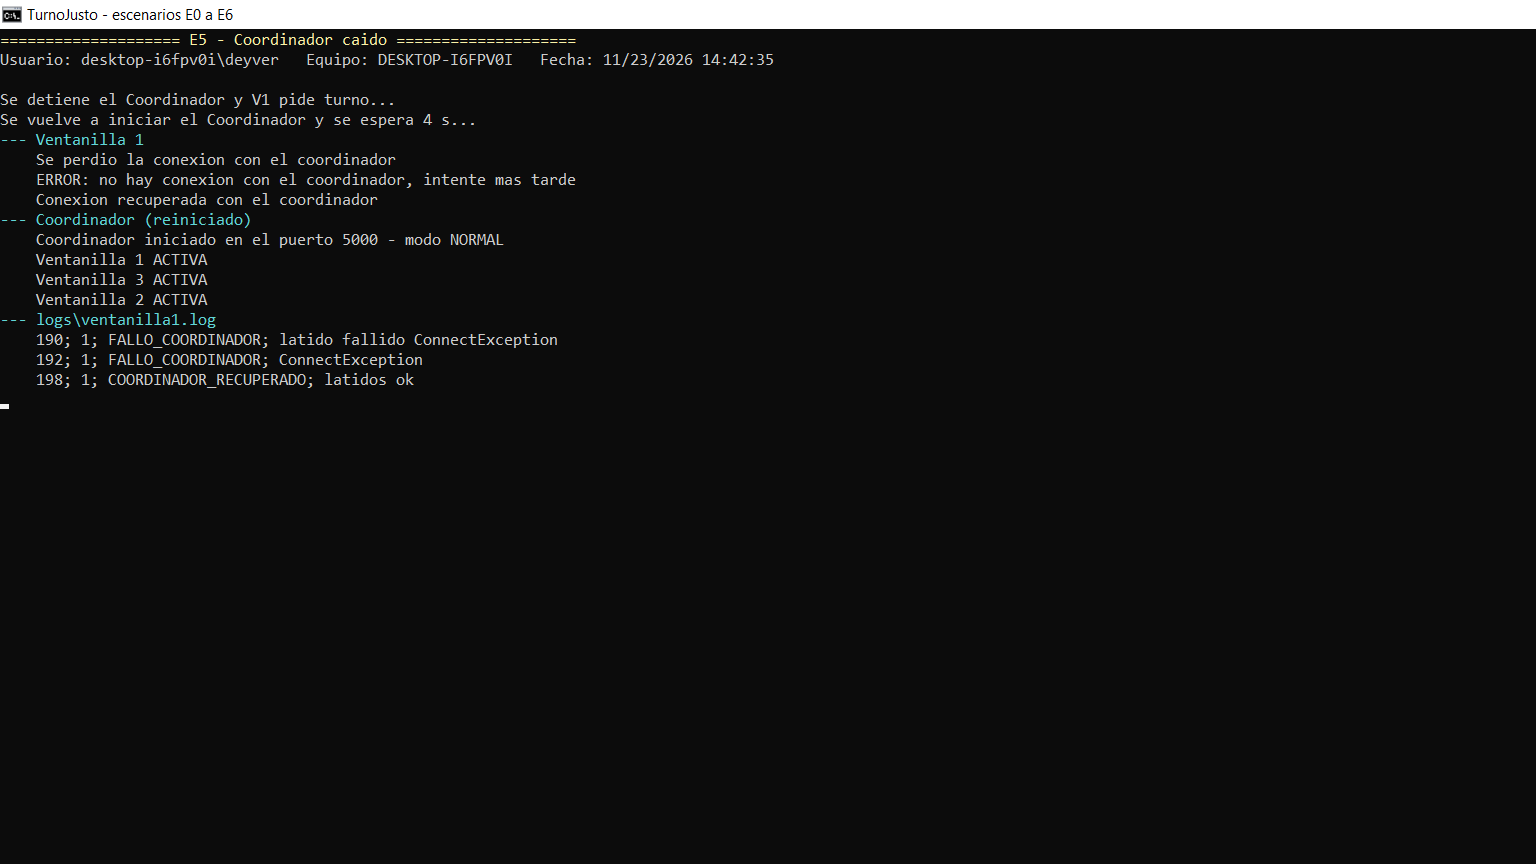 TurnoJusto - escenarios E0 a E6
==================== E5 - Coordinador caido ====================
Usuario: desktop-i6fpv0i\deyver   Equipo: DESKTOP-I6FPV0I   Fecha: 11/23/2026 14:42:35
Se detiene el Coordinador y V1 pide turno...
Se vuelve a iniciar el Coordinador y se espera 4 s...
--- Ventanilla 1
    Se perdio la conexion con el coordinador
    ERROR: no hay conexion con el coordinador, intente mas tarde
    Conexion recuperada con el coordinador
--- Coordinador (reiniciado)
    Coordinador iniciado en el puerto 5000 - modo NORMAL
    Ventanilla 1 ACTIVA
    Ventanilla 3 ACTIVA
    Ventanilla 2 ACTIVA
--- logs\ventanilla1.log
    190; 1; FALLO_COORDINADOR; latido fallido ConnectException
    192; 1; FALLO_COORDINADOR; ConnectException
    198; 1; COORDINADOR_RECUPERADO; latidos ok